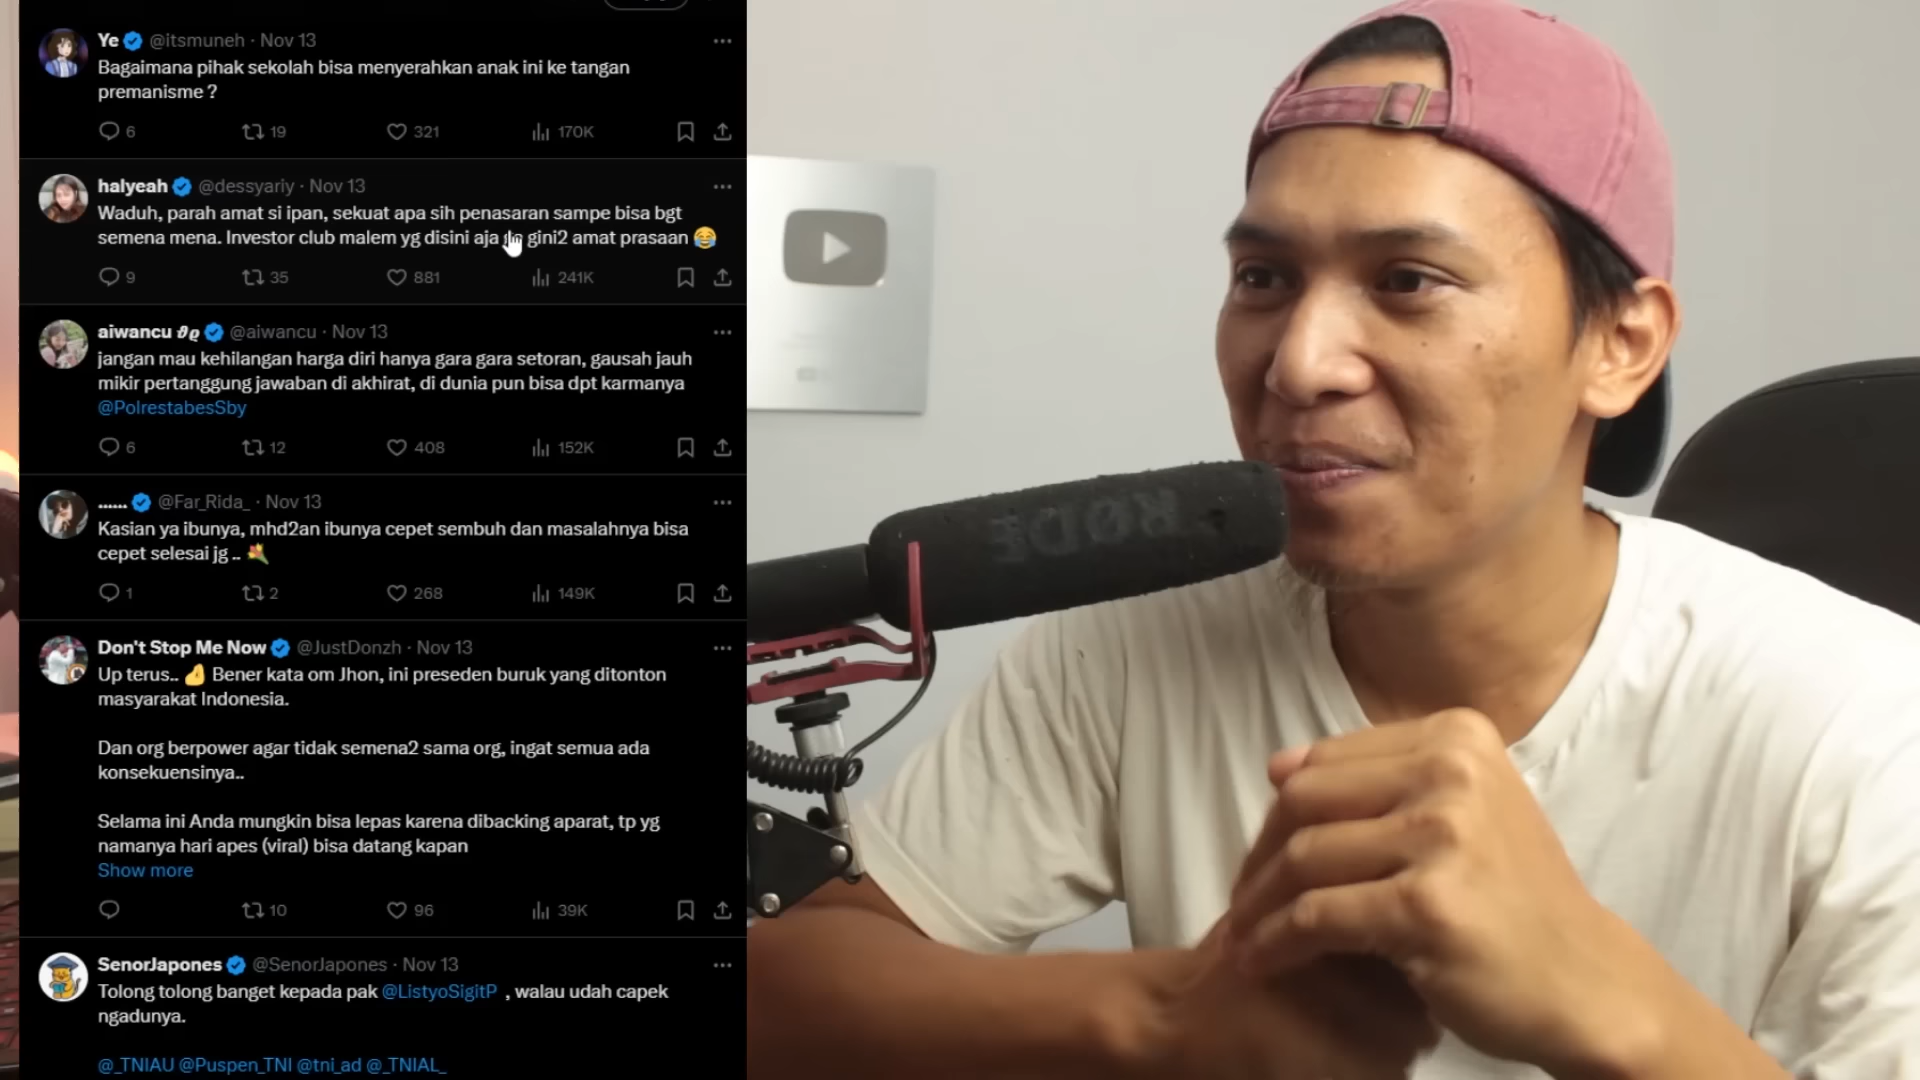 Ye @itsmuneh · Nov 13
Bagaimana pihak sekolah bisa menyerahkan anak ini ke tangan
premanisme ?
6 19 321 170K
halyeah @dessyariy · Nov 13
Waduh, parah amat si ipan, sekuat apa sih penasaran sampe bisa bgt
semena mena. Investor club malem yg disini aja gini2 amat prasaan 😂
9 35 881 241K
aiwancu @aiwancu · Nov 13
jangan mau kehilangan harga diri hanya gara gara setoran, gausah jauh
mikir pertanggung jawaban di akhirat, di dunia pun bisa dpt karmanya
@PolrestabesSby
6 12 408 152K
...... @Far_Rida_ · Nov 13
Kasian ya ibunya, mhd2an ibunya cepet sembuh dan masalahnya bisa
cepet selesai jg .. 💐
1 2 268 149K
Don't Stop Me Now @JustDonzh · Nov 13
Up terus.. Bener kata om Jhon, ini preseden buruk yang ditonton
masyarakat Indonesia.
Dan org berpower agar tidak semena2 sama org, ingat semua ada
konsekuensinya..
Selama ini Anda mungkin bisa lepas karena dibacking aparat, tp yg
namanya hari apes (viral) bisa datang kapan
Show more
10 96 39K
SenorJapones @SenorJapones · Nov 13
Tolong tolong banget kepada pak @ListyoSigitP , walau udah capek
ngadunya.
@_TNIAU @Puspen_TNI @tni_ad @_TNIAL_
RØDE